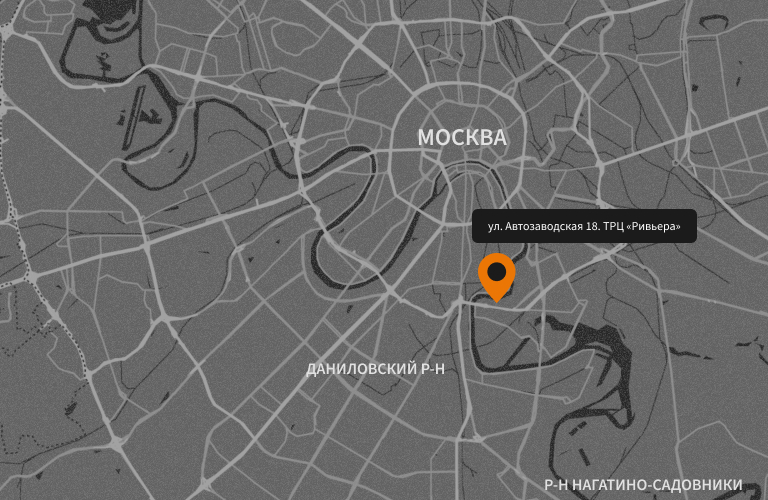 МОСКВА
ул. Автозаводская 18. ТРЦ «Ривьера»
ДАНИЛОВСКИЙ Р-Н
Р-Н НАГАТИНО-САДОВНИКИ